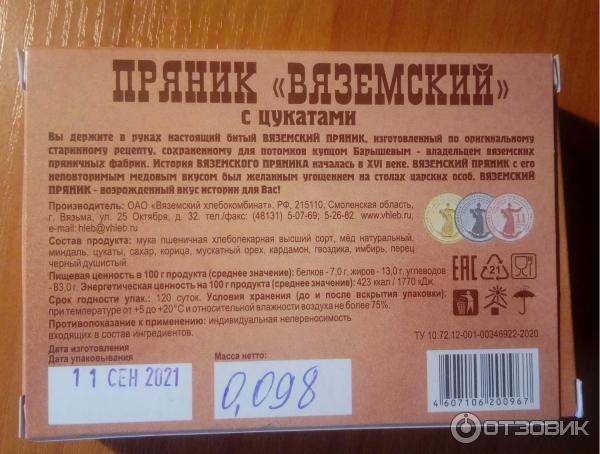 ПРЯНИК «ВЯЗЕМСКИЙ»
с цукатами
Вы держите в руках настоящий битый ВЯЗЕМСКИЙ ПРЯНИК, изготовленный по оригинальному
старинному рецепту, сохраненному для потомков купцом Барышевым - владельцем вяземских
пряничных фабрик. История ВЯЗЕМСКОГО ПРЯНИКА началась в XVI веке. ВЯЗЕМСКИЙ ПРЯНИК с его
неповторимым медовым вкусом был желанным угощением на столах царских особ. ВЯЗЕМСКИЙ
ПРЯНИК - возрожденный вкус истории для Вас!
Производитель: ОАО «Вяземский хлебокомбинат». РФ, 215110, Смоленская область,
г. Вязьма, ул. 25 Октября, д. 32. тел./факс: (48131) 5-07-69; 5-26-82. www.vhleb.ru,
e-mail: hleb@vhleb.ru
Состав продукта: мука пшеничная хлебопекарная высший сорт, мёд натуральный,
миндаль, цукаты, сахар, корица, мускатный орех, кардамон, гвоздика, имбирь, перец
черный душистый.
Пищевая ценность в 100 г продукта (среднее значение): белков - 7,0 г, жиров - 13,0 г, углеводов
- 83,0 г. Энергетическая ценность на 100 г продукта (среднее значение): 423 ккал / 1770 кДж.
Срок годности упак.: 120 суток. Условия хранения (до и после вскрытия упаковки):
при температуре от +5 до +20°С и относительной влажности воздуха не более 75%.
Противопоказание к применению: индивидуальная непереносимость
входящих в состав ингредиентов.
11
EAC
21
ТУ 10.72.12-001-00346922-2020
Дата изготовления
Дата упаковывания
11 СЕН 2021
Масса нетто:
0,098
4607106200967
ОТЗОВИК